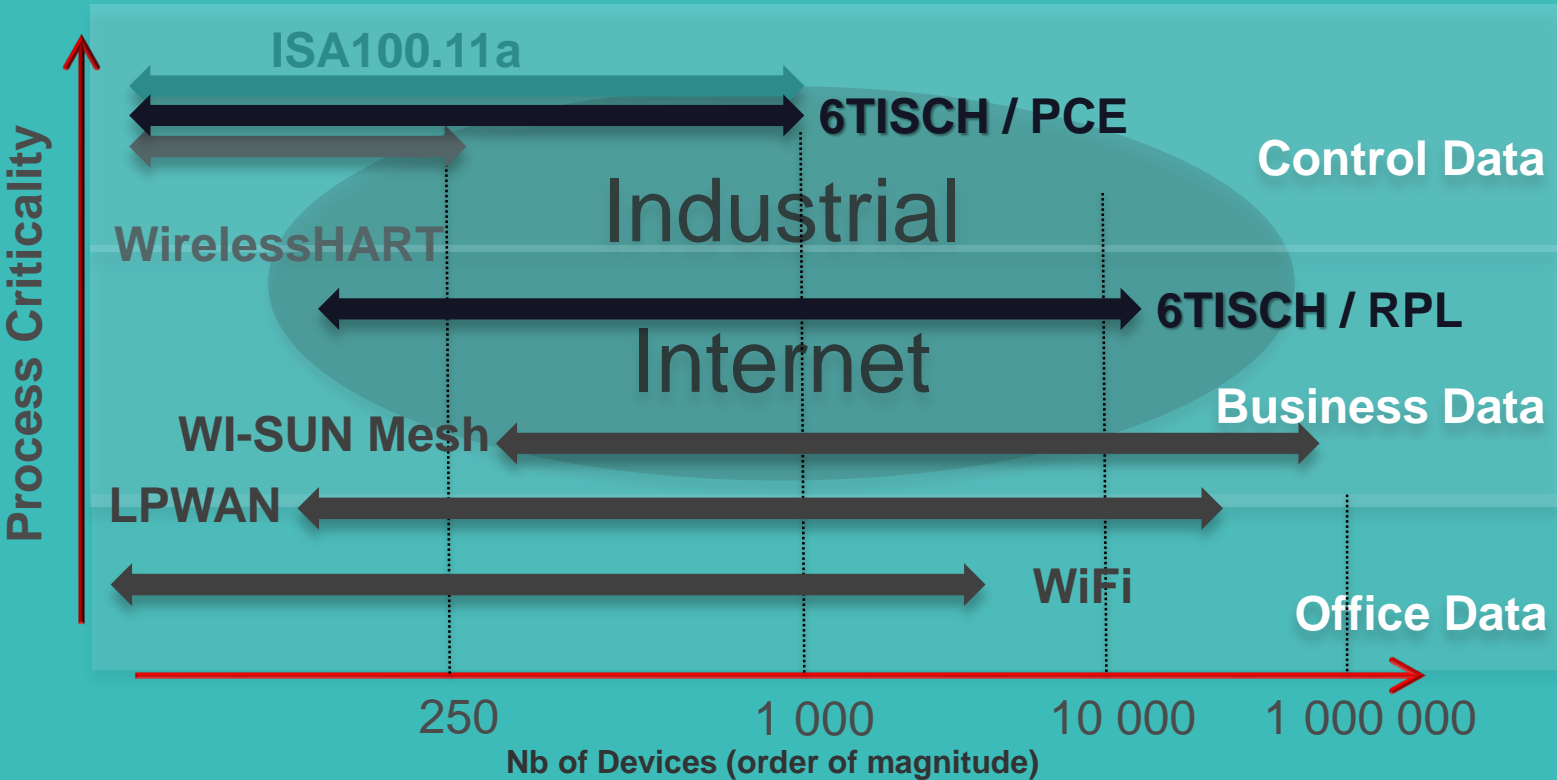 ISA100.11a
6TISCH / PCE
Control Data
Industrial
WirelessHART
Process Criticality
6TISCH / RPL
Internet
Business Data
WI-SUN Mesh
LPWAN
WiFi
Office Data
250
1 000
10 000
1 000 000
Nb of Devices (order of magnitude)